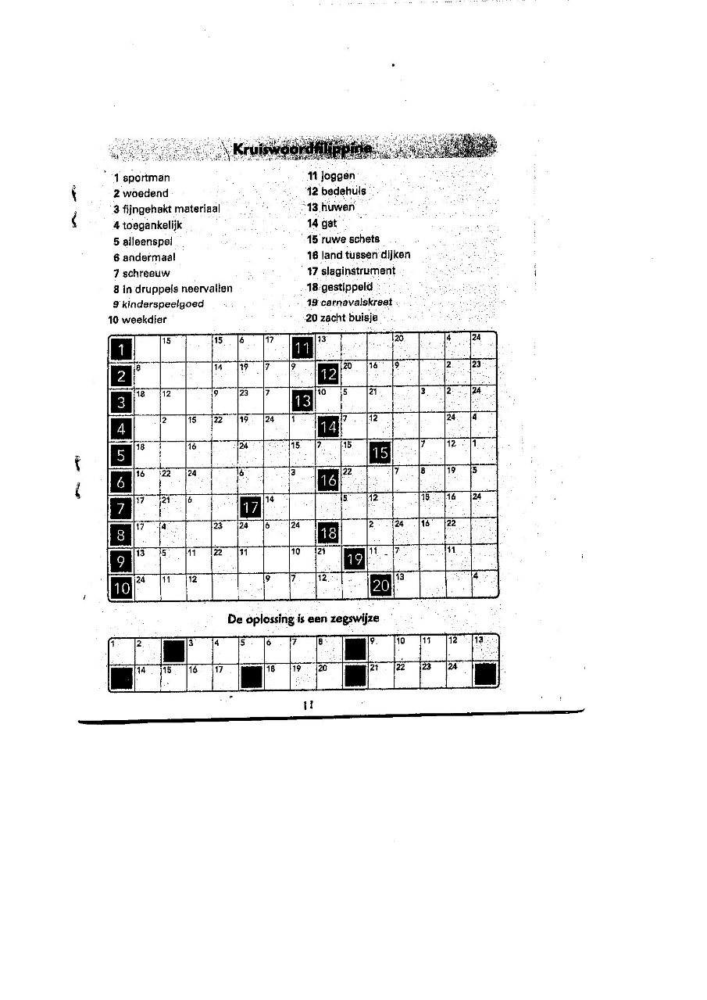 Kruiswoordfilippine
1 sportman
2 woedend
3 fijngehakt materiaal
4 toegankelijk
5 alleenspel
6 andermaal
7 schreeuw
8 in druppels neervallen
9 kinderspeelgoed
10 weekdier
11 joggen
12 bedehuis
13 huwen
14 gat
15 ruwe schets
16 land tussen dijken
17 slaginstrument
18 gestippeld
19 carnavalskreet
20 zacht buisje
1 15 15 6 17 11 13 20 4 24
2 8 14 19 7 9 12 20 16 9 2 23
3 18 12 9 23 7 13 10 5 21 3 2 24
4 2 15 22 19 24 1 14 7 12 24 4
5 18 16 24 15 7 15 15 7 12 1
6 16 22 24 6 3 16 22 7 8 19 5
7 17 21 6 17 14 5 12 15 16 24
8 17 4 23 24 6 24 18 2 24 16 22
9 13 5 11 22 11 10 21 19 11 7 11
10 24 11 12 9 7 12 20 13 4
De oplossing is een zegswijze
1 2 3 4 5 6 7 8 9 10 11 12 13
14 15 16 17 18 19 20 21 22 23 24
11